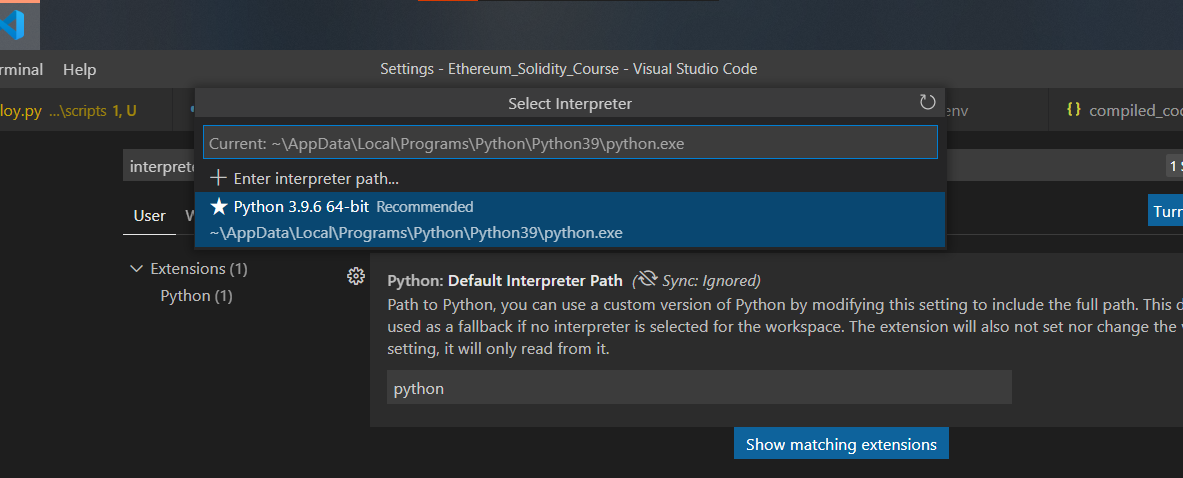 rminal Help Settings - Ethereum_Solidity_Course - Visual Studio Code
loy.py ...\scripts 1, U env {} compiled_co
Select Interpreter
Current: ~\AppData\Local\Programs\Python\Python39\python.exe
interprete 1 S
+ Enter interpreter path...
★ Python 3.9.6 64-bit Recommended
~\AppData\Local\Programs\Python\Python39\python.exe
User W Turn
Extensions (1)
Python (1)
Python: Default Interpreter Path ( Sync: Ignored)
Path to Python, you can use a custom version of Python by modifying this setting to include the full path. This d
used as a fallback if no interpreter is selected for the workspace. The extension will also not set nor change the
setting, it will only read from it.
python
Show matching extensions